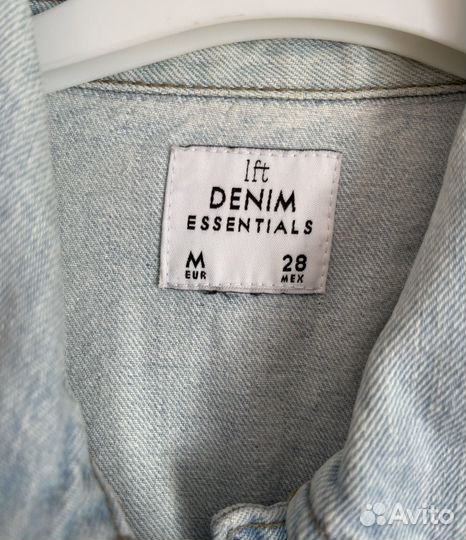 lft
DENIM
ESSENTIALS
M 28
EUR MEX
Avito